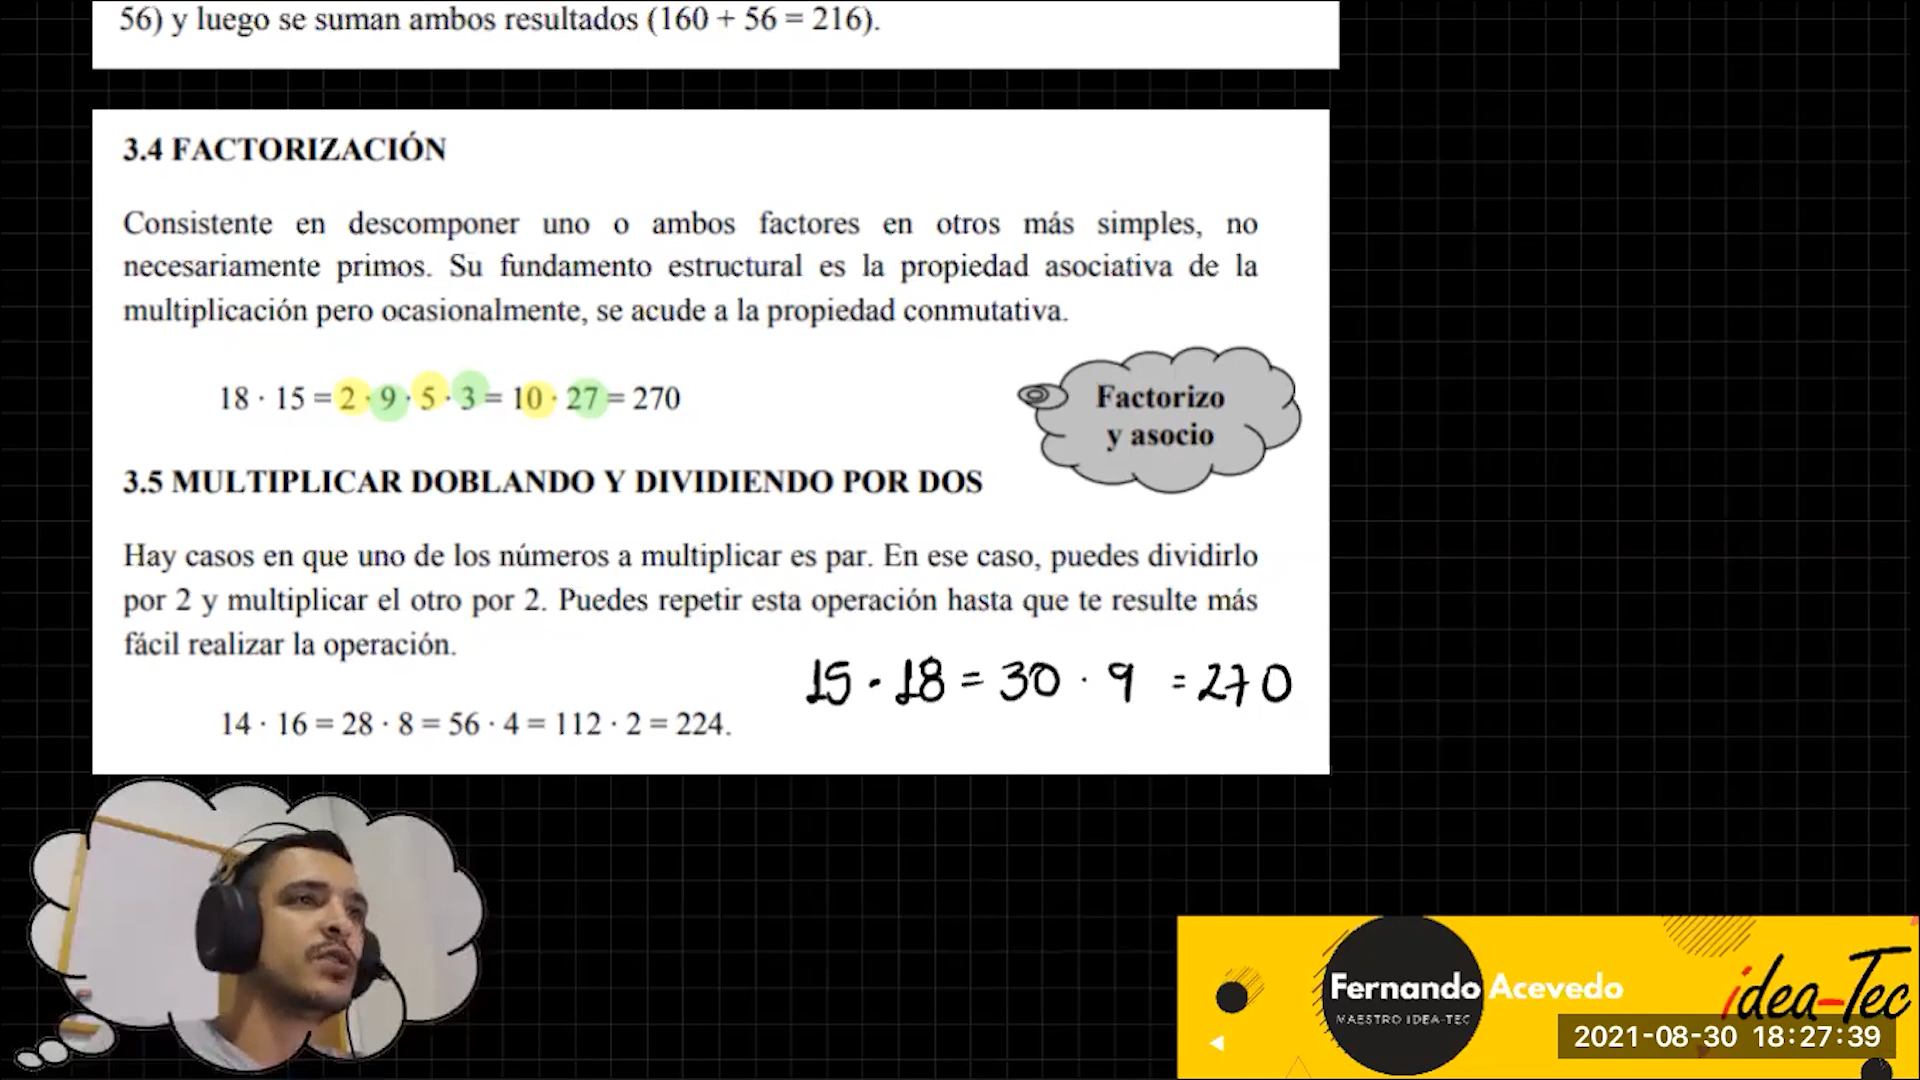 56) y luego se suman ambos resultados (160 + 56 = 216).
3.4 FACTORIZACIÓN
Consistente en descomponer uno o ambos factores en otros más simples, no
necesariamente primos. Su fundamento estructural es la propiedad asociativa de la
multiplicación pero ocasionalmente, se acude a la propiedad conmutativa.
18 · 15 = 2 · 9 · 5 · 3 = 10 · 27 = 270
Factorizo
y asocio
3.5 MULTIPLICAR DOBLANDO Y DIVIDIENDO POR DOS
Hay casos en que uno de los números a multiplicar es par. En ese caso, puedes dividirlo
por 2 y multiplicar el otro por 2. Puedes repetir esta operación hasta que te resulte más
fácil realizar la operación.
15 · 18 = 30 · 9 = 270
14 · 16 = 28 · 8 = 56 · 4 = 112 · 2 = 224.
Fernando Acevedo
MAESTRO IDEA-TEC
idea-Tec
2021-08-30 18:27:39